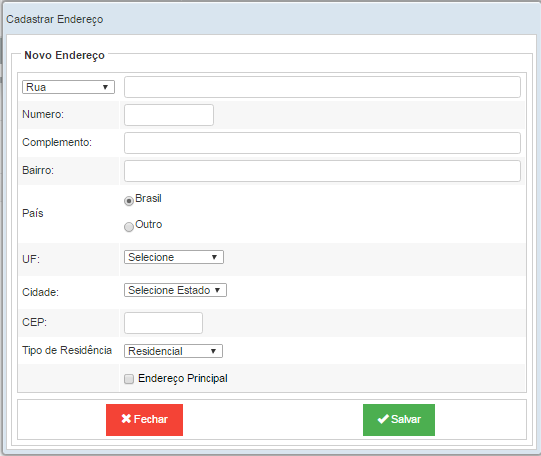 Cadastrar Endereço
Novo Endereço
Rua
Numero:
Complemento:
Bairro:
País
Brasil
Outro
UF:
Selecione
Cidade:
Selecione Estado
CEP:
Tipo de Residência
Residencial
Endereço Principal
Fechar
Salvar